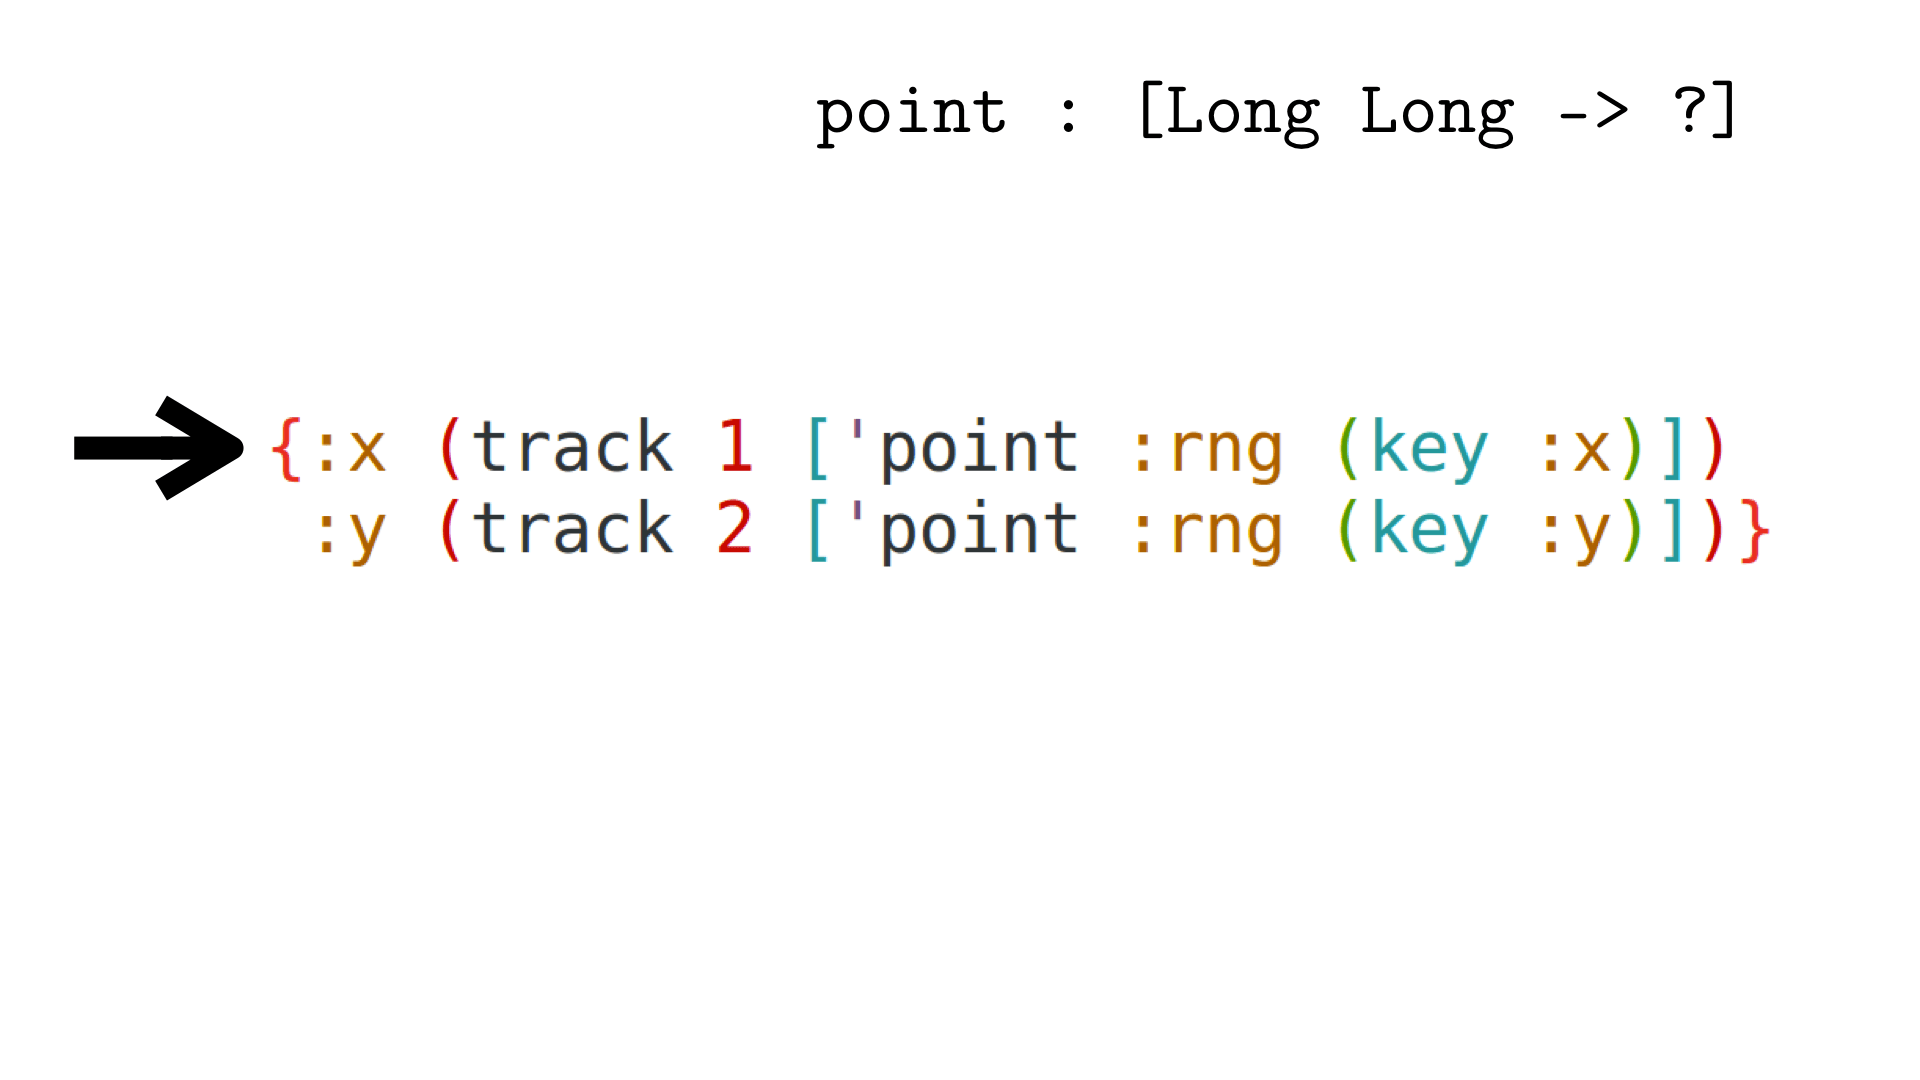 point : [Long Long -> ?]
{:x (track 1 ['point :rng (key :x)])
:y (track 2 ['point :rng (key :y)])}